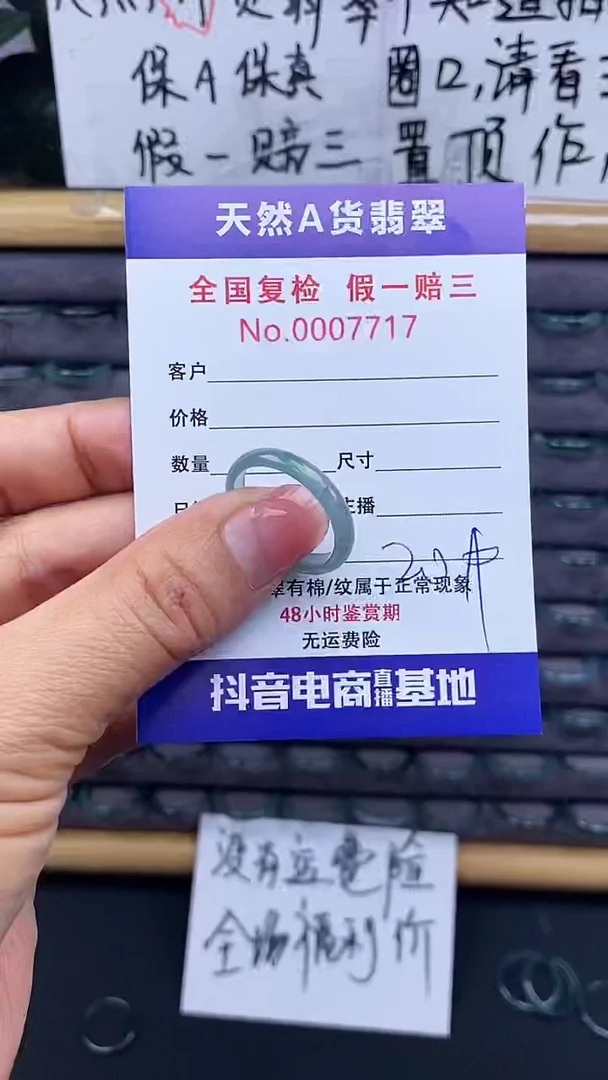 保A保真 圈口,请看
假一赔三 置顶作
天然A货翡翠
全国复检 假一赔三
No.0007717
客户
价格
数量 尺寸
主播
翠有棉/纹属于正常现象
48小时鉴赏期
无运费险
抖音电商直播基地
没有运费险
全场福利价